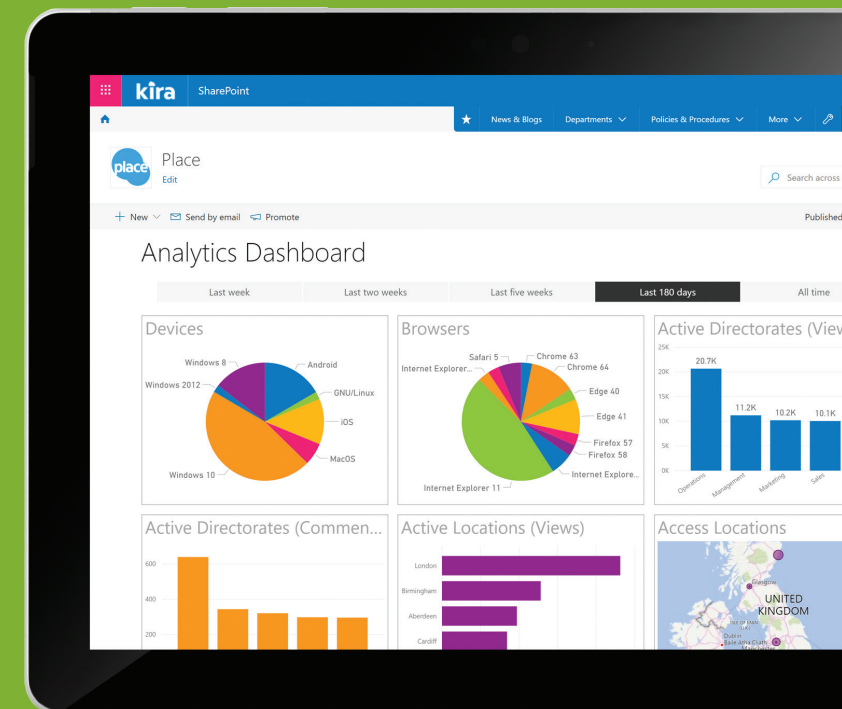 kira SharePoint
News & Blogs Departments Policies & Procedures More
place Place
Edit
Search across
New Send by email Promote Published
Analytics Dashboard
Last week Last two weeks Last five weeks Last 180 days All time
Devices
Windows 8
Android
Windows 2012
GNU/Linux
iOS
MacOS
Windows 10
Browsers
Safari 5
Chrome 63
Internet Explorer...
Chrome 64
Edge 40
Edge 41
Firefox 57
Firefox 58
Internet Explore...
Internet Explorer 11
Active Directorates (View
25K
20K
15K
10K
5K
0K
20.7K
11.2K
10.2K
10.1K
Operations
Management
Marketing
Sales
Active Directorates (Commen...
600
400
200
Active Locations (Views)
London
Birmingham
Aberdeen
Cardiff
Access Locations
Glasgow
UNITED
KINGDOM
ISLE OF MAN
Dublin
Baile Átha Cliath
Manchester